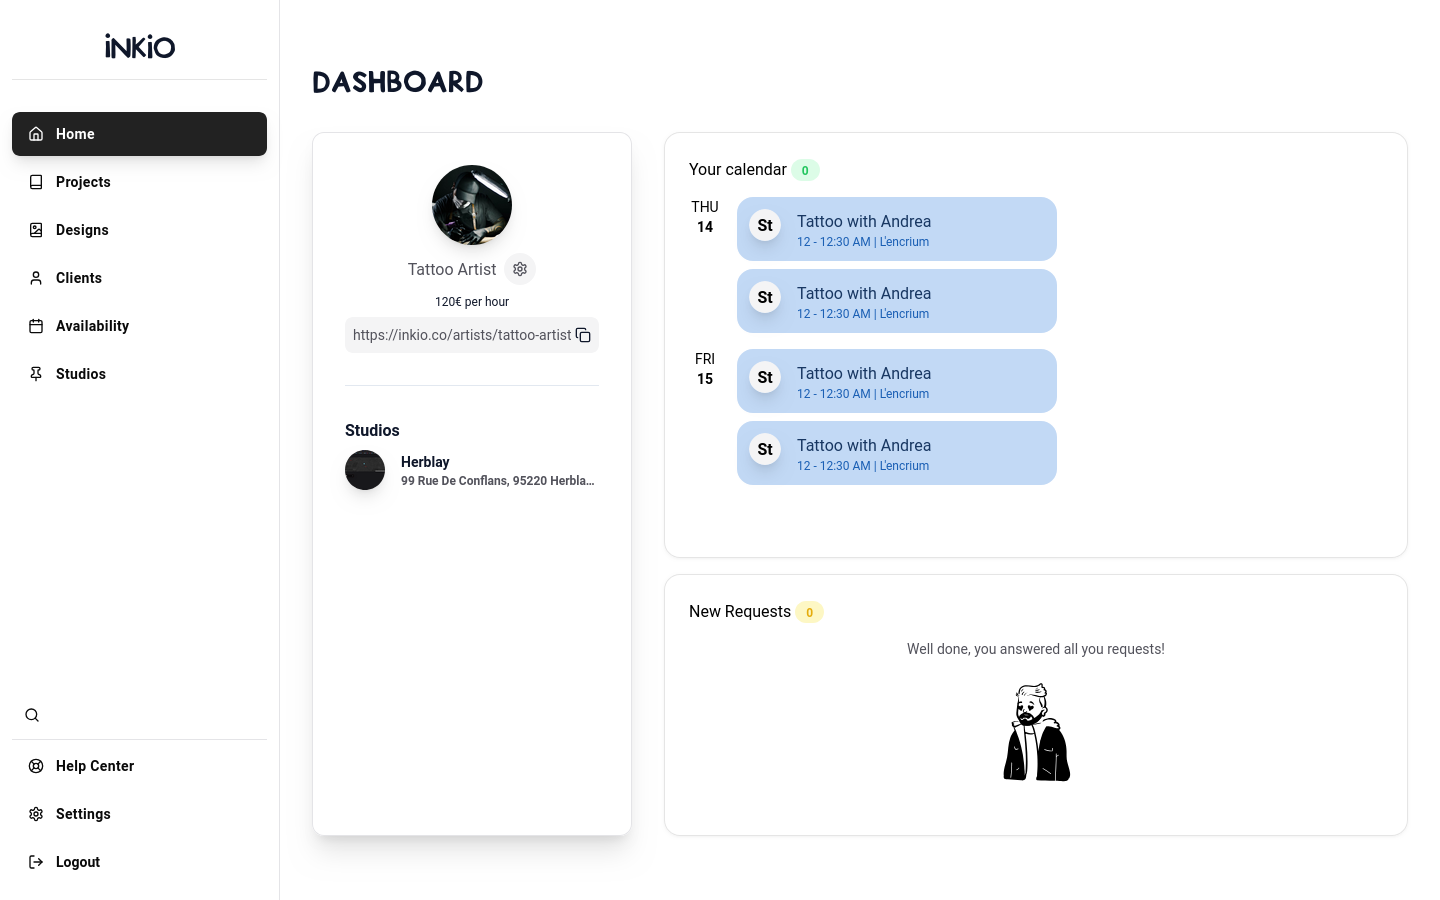 iNKiO
Home
Projects
Designs
Clients
Availability
Studios
Help Center
Settings
Logout
DASHBOARD
Tattoo Artist
120€ per hour
https://inkio.co/artists/tattoo-artist
Studios
Herblay
99 Rue De Conflans, 95220 Herbla...
Your calendar 0
THU
14
St
Tattoo with Andrea
12 - 12:30 AM | L'encrium
St
Tattoo with Andrea
12 - 12:30 AM | L'encrium
FRI
15
St
Tattoo with Andrea
12 - 12:30 AM | L'encrium
St
Tattoo with Andrea
12 - 12:30 AM | L'encrium
New Requests 0
Well done, you answered all you requests!